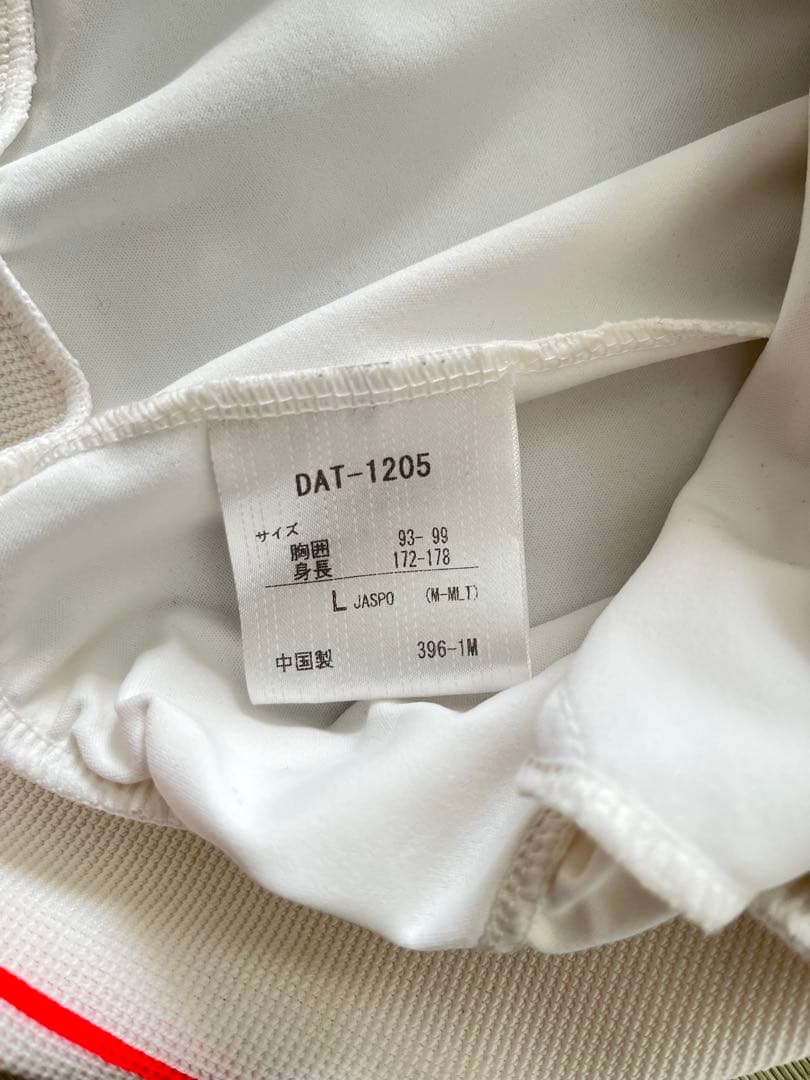 DAT-1205
サイズ
胸囲 93- 99
身長 172-178
L JASPO (M-MLT)
中国製 396-1M